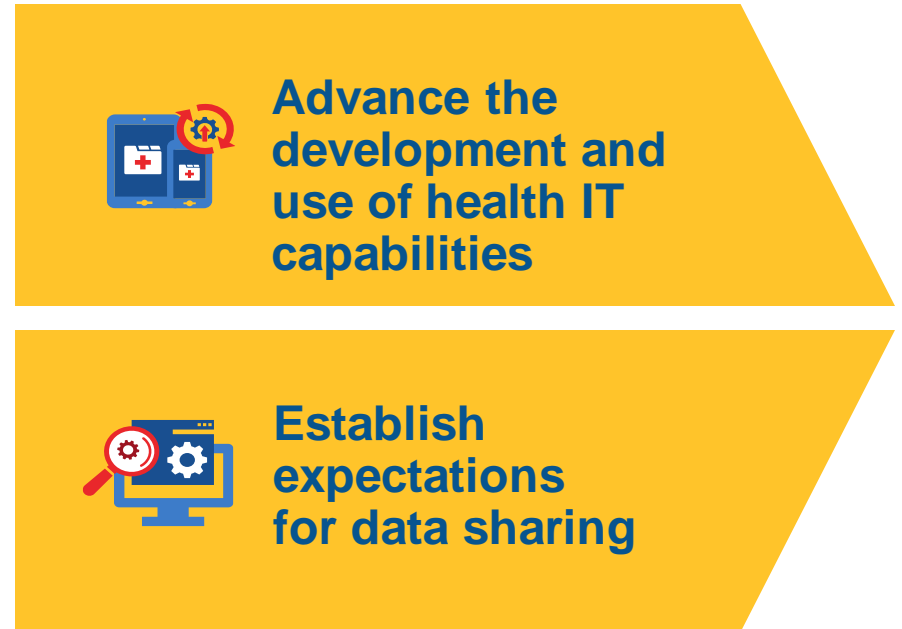 Advance the
development and
use of health IT
capabilities
Establish
expectations
for data sharing